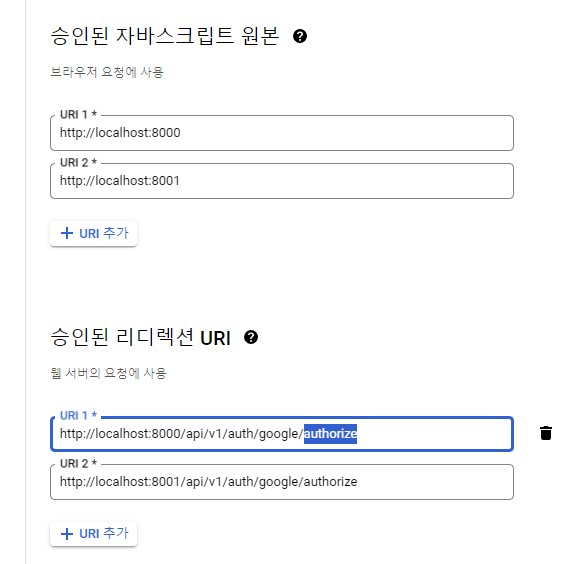 승인된 자바스크립트 원본
브라우저 요청에 사용
URI 1 *
http://localhost:8000
URI 2 *
http://localhost:8001
+ URI 추가
승인된 리디렉션 URI
웹 서버의 요청에 사용
URI 1 *
http://localhost:8000/api/v1/auth/google/authorize
URI 2 *
http://localhost:8001/api/v1/auth/google/authorize
+ URI 추가